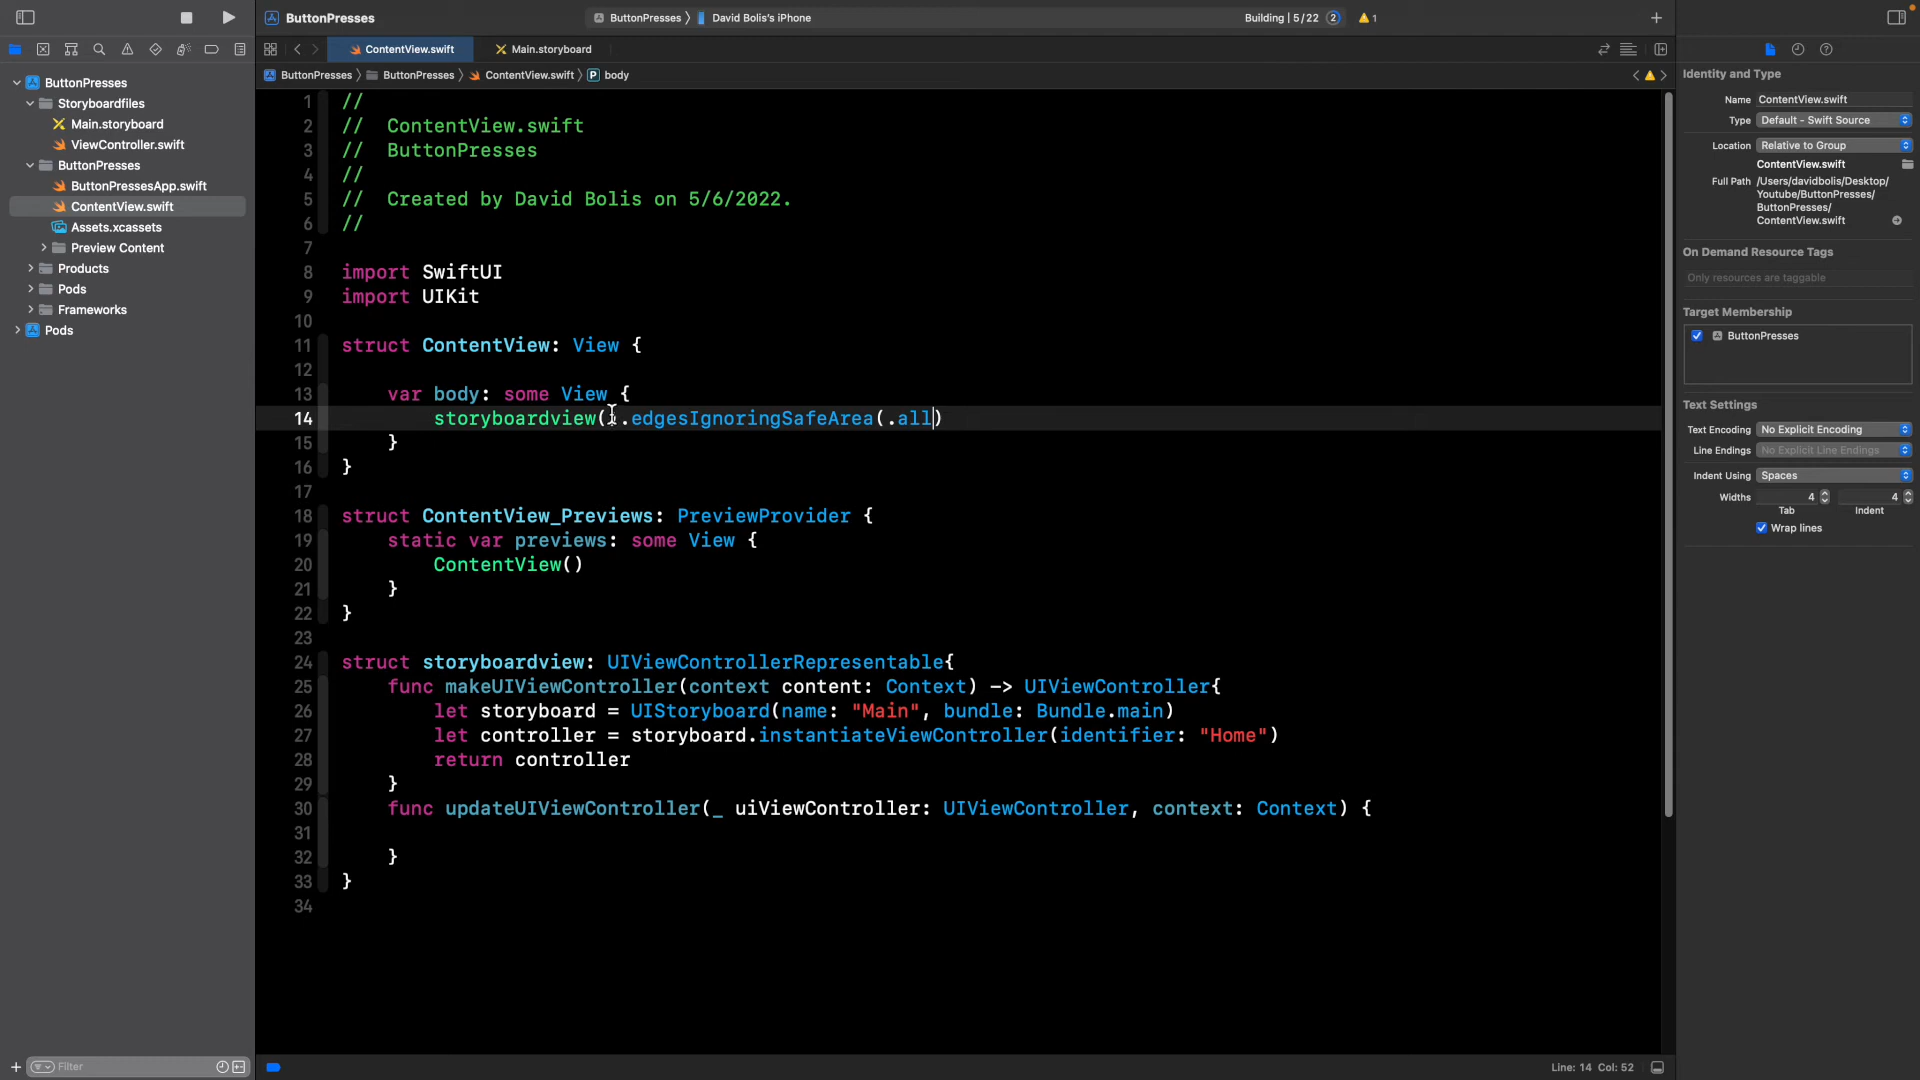 ButtonPresses
ButtonPresses 〉 David Bolis's iPhone
Building | 5/22 2
1
ContentView.swift
Main.storyboard
ButtonPresses 〉 ButtonPresses 〉 ContentView.swift 〉 P body
ButtonPresses
Storyboardfiles
Main.storyboard
ViewController.swift
ButtonPresses
ButtonPressesApp.swift
ContentView.swift
Assets.xcassets
Preview Content
Products
Pods
Frameworks
Pods
Filter
1 //
2 //  ContentView.swift
3 //  ButtonPresses
4 //
5 //  Created by David Bolis on 5/6/2022.
6 //
7
8 import SwiftUI
9 import UIKit
10
11 struct ContentView: View {
12
13     var body: some View {
14         storyboardview().edgesIgnoringSafeArea(.all)
15     }
16 }
17
18 struct ContentView_Previews: PreviewProvider {
19     static var previews: some View {
20         ContentView()
21     }
22 }
23
24 struct storyboardview: UIViewControllerRepresentable{
25     func makeUIViewController(context content: Context) -> UIViewController{
26         let storyboard = UIStoryboard(name: "Main", bundle: Bundle.main)
27         let controller = storyboard.instantiateViewController(identifier: "Home")
28         return controller
29     }
30     func updateUIViewController(_ uiViewController: UIViewController, context: Context) {
31
32     }
33 }
34
Line: 14 Col: 52
Identity and Type
Name ContentView.swift
Type Default - Swift Source
Location Relative to Group
ContentView.swift
Full Path /Users/davidbolis/Desktop/
Youtube/ButtonPresses/
ButtonPresses/
ContentView.swift
On Demand Resource Tags
Only resources are taggable
Target Membership
ButtonPresses
Text Settings
Text Encoding No Explicit Encoding
Line Endings No Explicit Line Endings
Indent Using Spaces
Widths 4 4
Tab Indent
Wrap lines